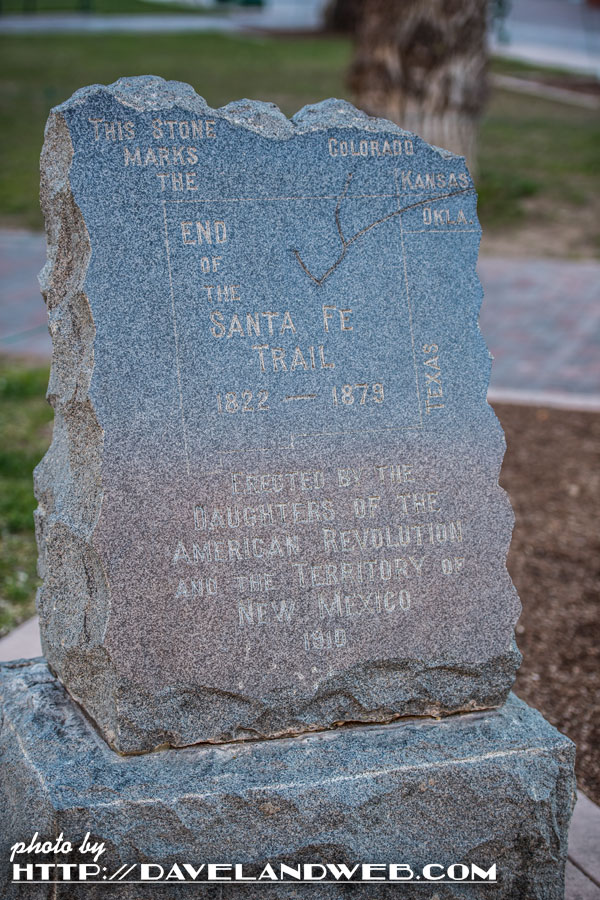 THIS STONE
MARKS
THE
COLORADO
KANSAS
OKLA.
END
OF
THE
SANTA FE
TRAIL
1822 — 1879
TEXAS
ERECTED BY THE
DAUGHTERS OF THE
AMERICAN REVOLUTION
AND THE TERRITORY OF
NEW MEXICO
1910
photo by
HTTP://DAVELANDWEB.COM